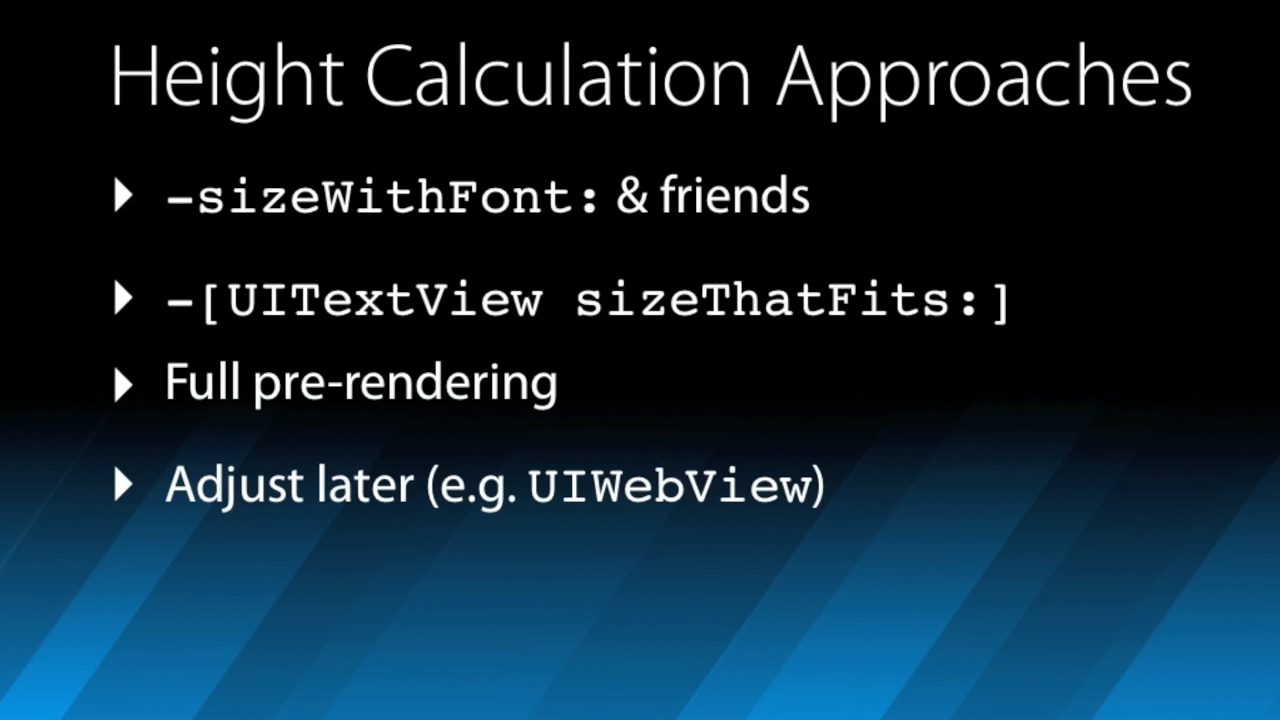 Height Calculation Approaches
-sizeWithFont: & friends
-[UITextView sizeThatFits:]
Full pre-rendering
Adjust later (e.g. UIWebView)